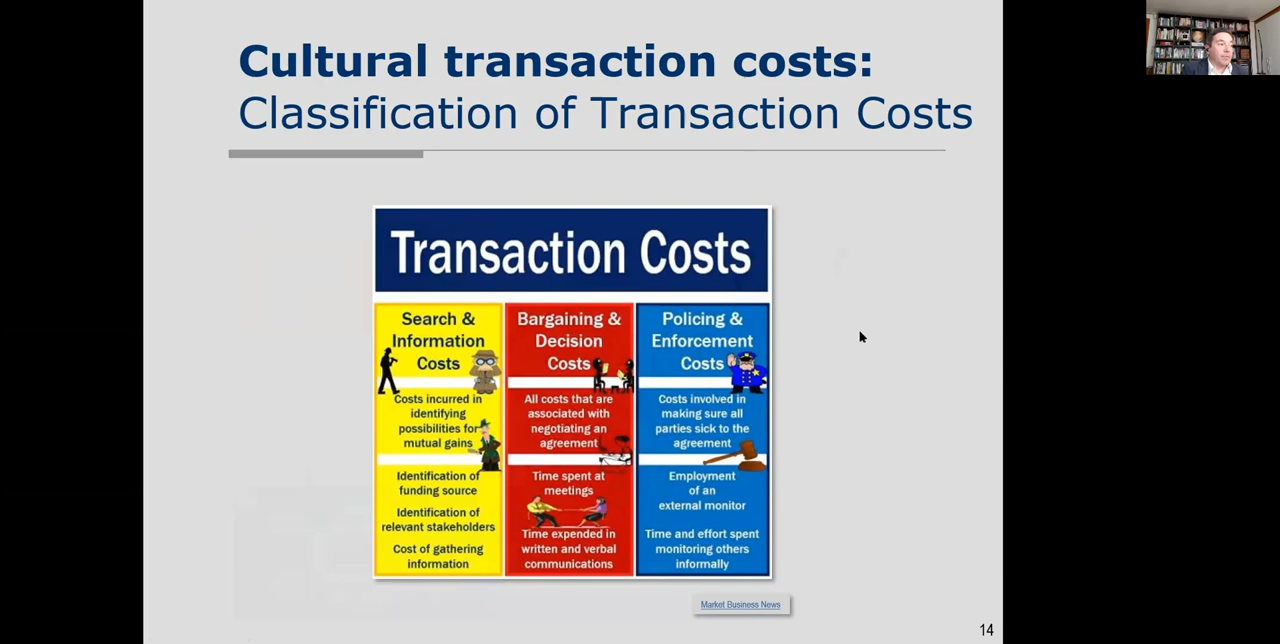 Cultural transaction costs:
Classification of Transaction Costs
Transaction Costs
Search &
Information
Costs
Costs incurred in
identifying
possibilities for
mutual gains
Identification of
funding source
Identification of
relevant stakeholders
Cost of gathering
information
Bargaining &
Decision
Costs
All costs that are
associated with
negotiating an
agreement
Time spent at
meetings
Time expended in
written and verbal
communications
Policing &
Enforcement
Costs
Costs involved in
making sure all
parties sick to the
agreement
Employment
of an
external monitor
Time and effort spent
monitoring others
informally
Market Business News
14